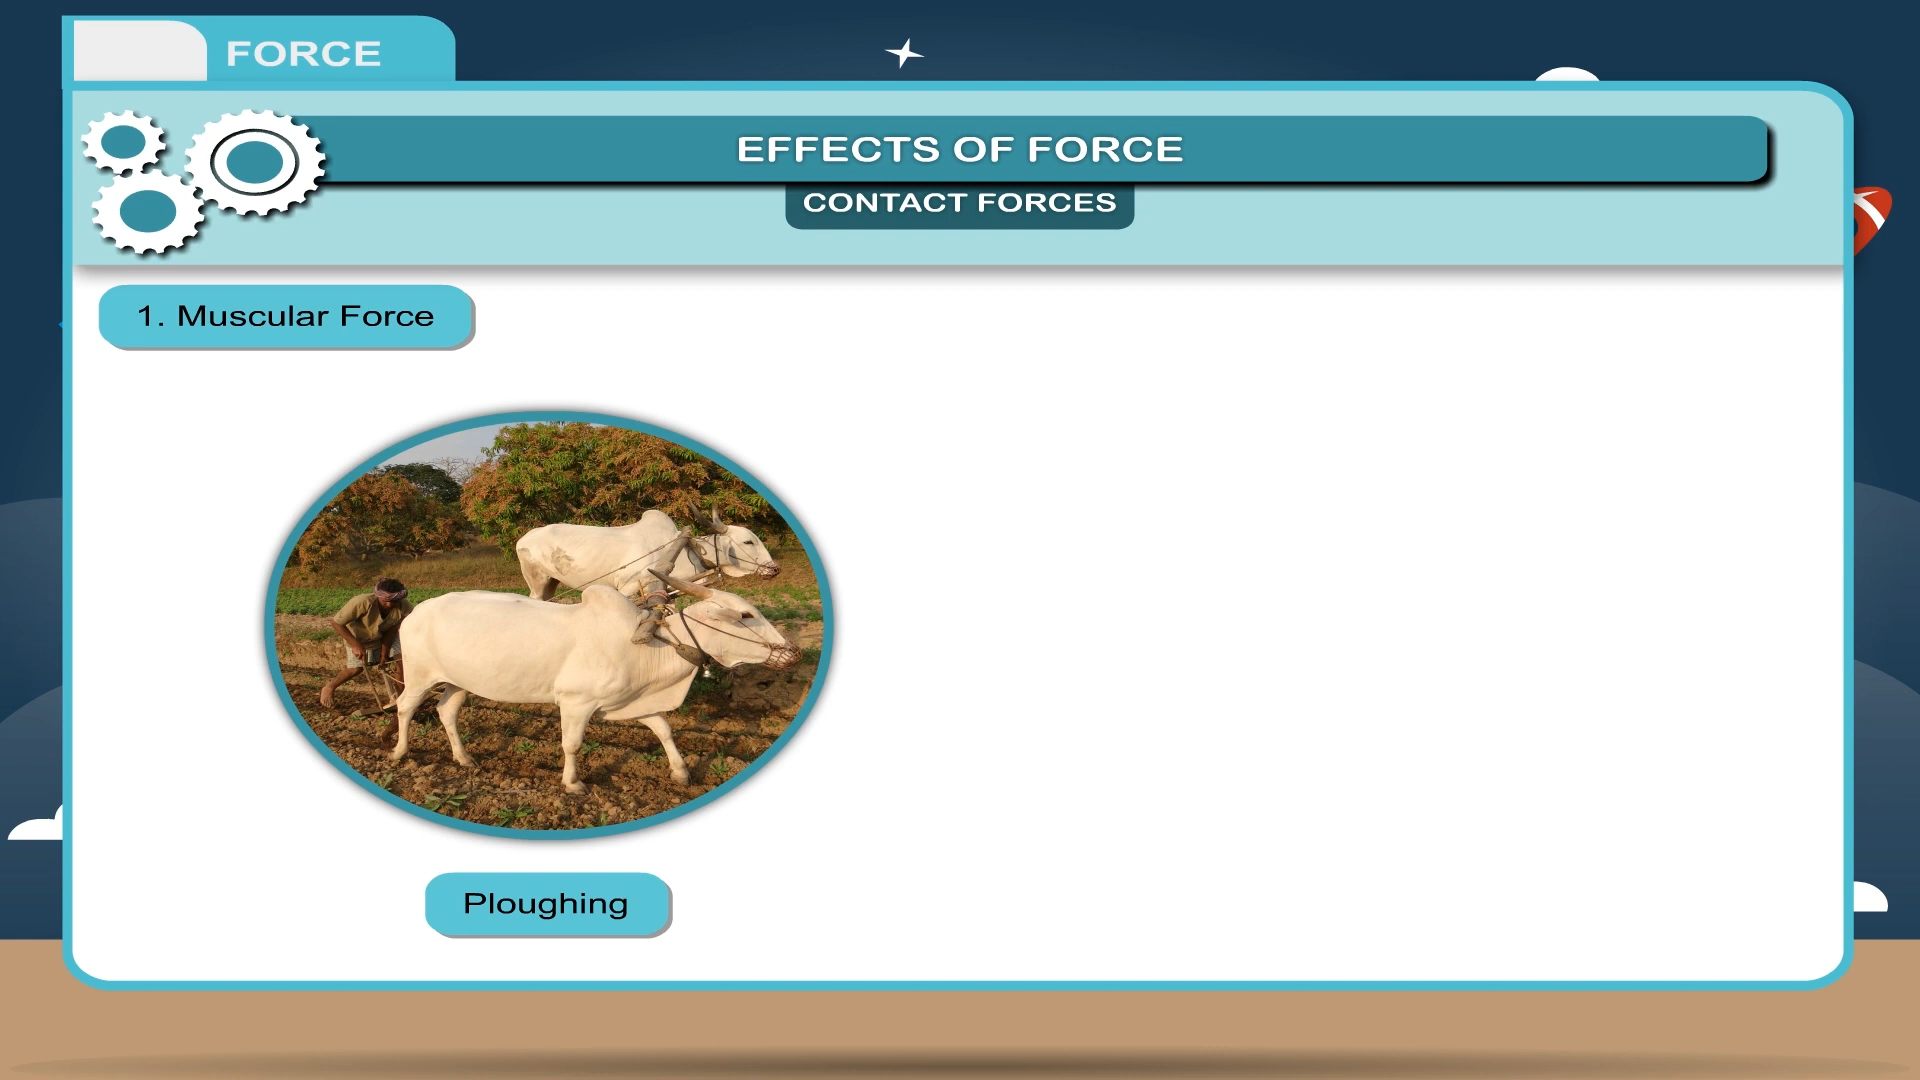 FORCE
EFFECTS OF FORCE
CONTACT FORCES
1. Muscular Force
Ploughing